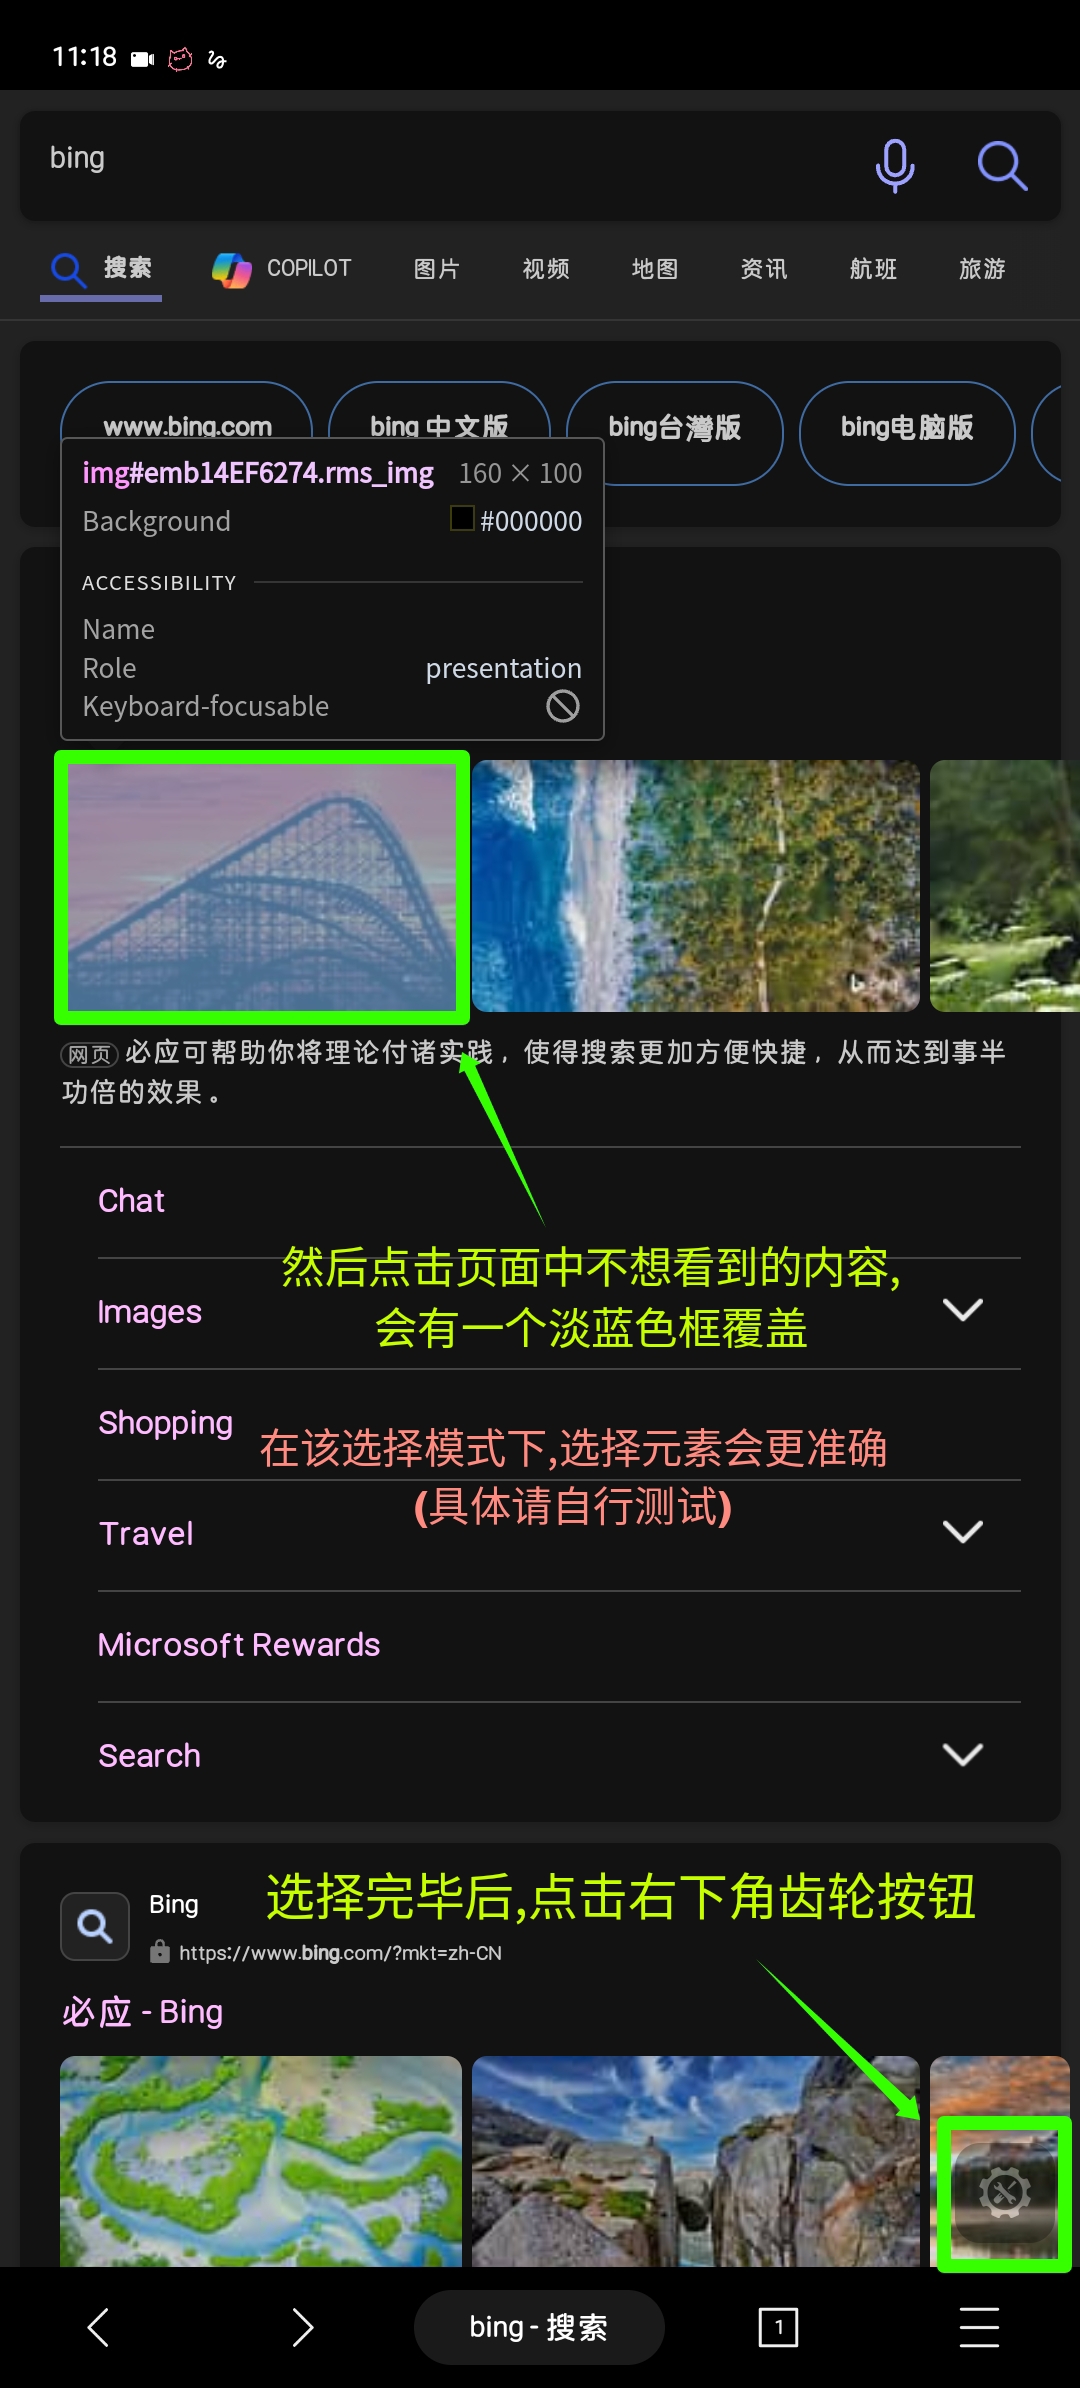 11:18
bing
搜索 COPILOT 图片 视频 地图 资讯 航班 旅游
www.bing.com bing 中文版 bing台灣版 bing电脑版
img#emb14EF6274.rms_img 160 × 100
Background #000000
ACCESSIBILITY
Name
Role presentation
Keyboard-focusable
网页 必应可帮助你将理论付诸实践，使得搜索更加方便快捷，从而达到事半
功倍的效果。
Chat
然后点击页面中不想看到的内容,
Images
会有一个淡蓝色框覆盖
Shopping
在该选择模式下,选择元素会更准确
(具体请自行测试)
Travel
Microsoft Rewards
Search
选择完毕后,点击右下角齿轮按钮
Bing
https://www.bing.com/?mkt=zh-CN
必应 - Bing
bing - 搜索
1